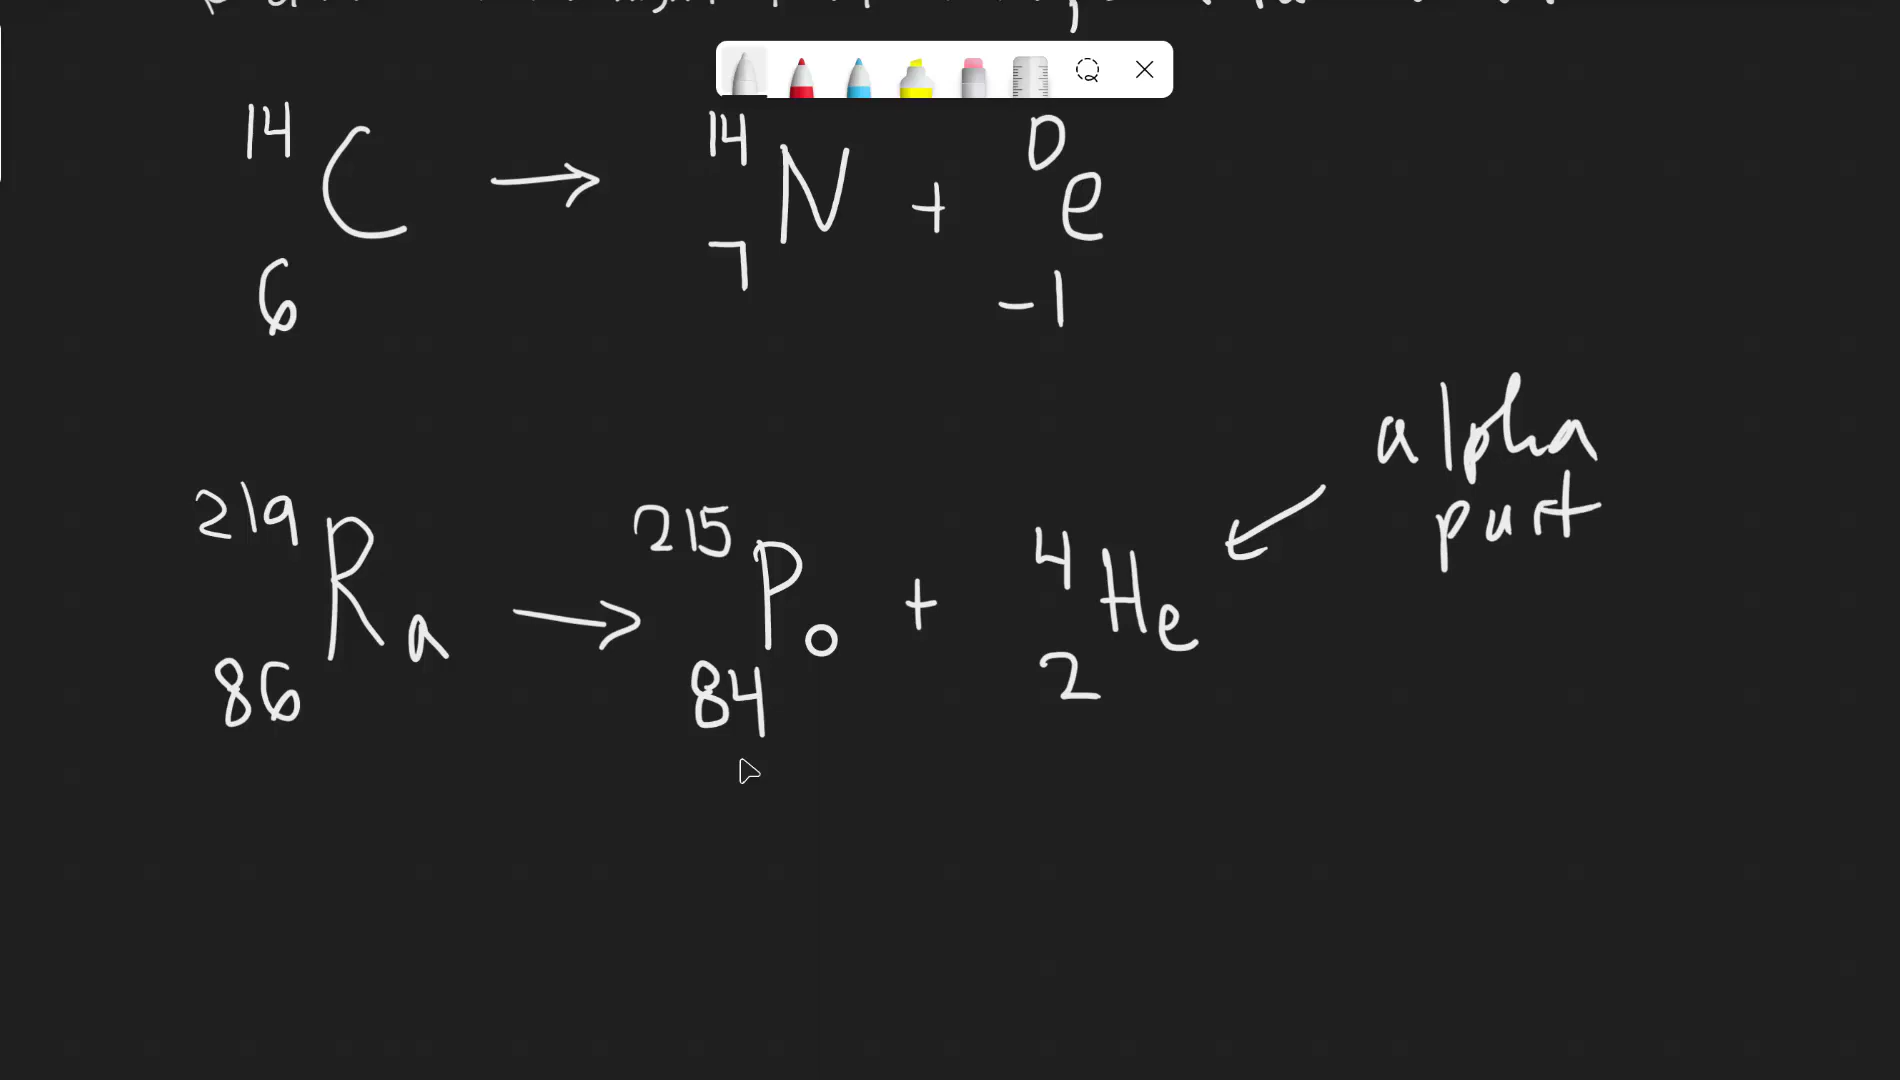 14 C → 14 N + 0 e
6 7 -1
alpha
part
219 Ra → 215 Po + 4 He
86 84 2